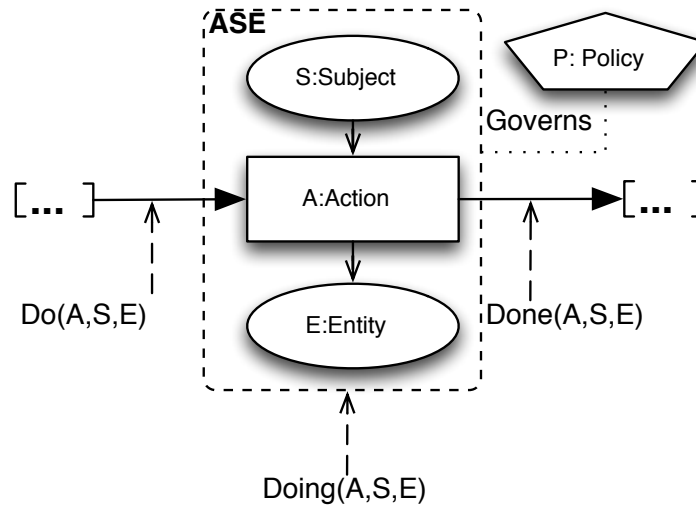 ASE
S:Subject
P: Policy
Governs
[...]
A:Action
[...]
Do(A,S,E)
E:Entity
Done(A,S,E)
Doing(A,S,E)